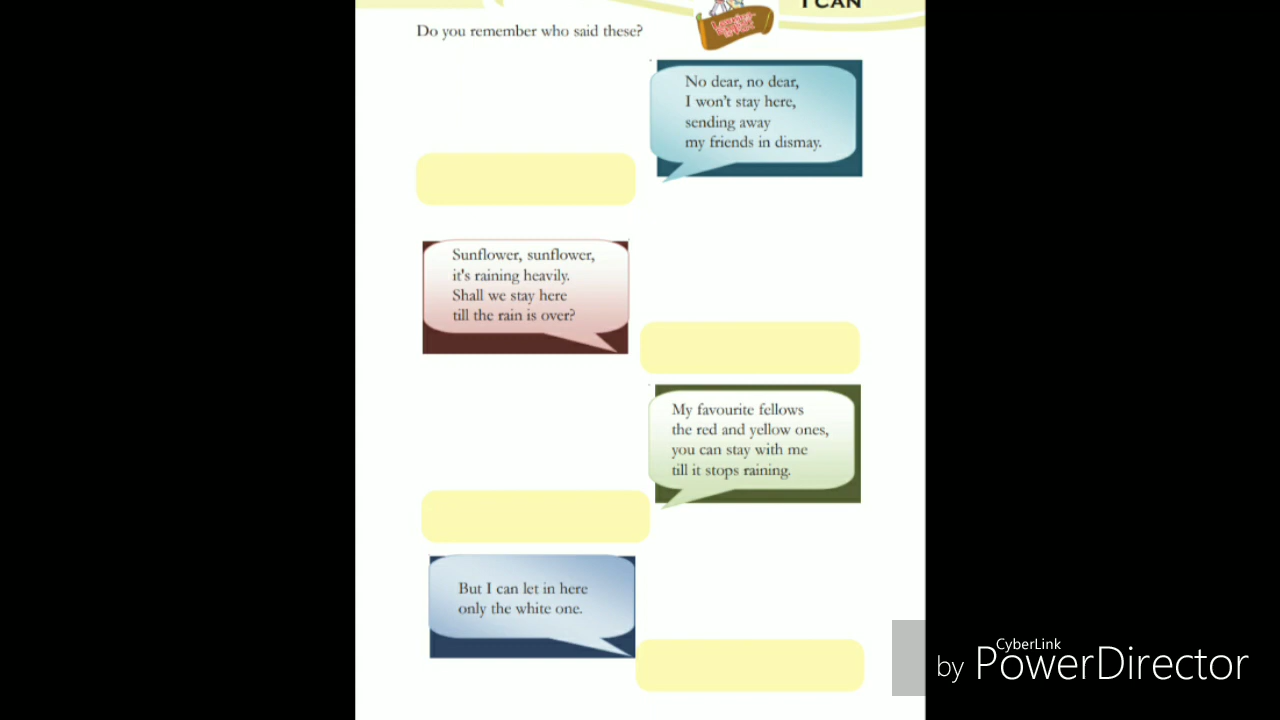 I CAN
Do you remember who said these?
No dear, no dear,
I won't stay here,
sending away
my friends in dismay.
Sunflower, sunflower,
it's raining heavily.
Shall we stay here
till the rain is over?
My favourite fellows
the red and yellow ones,
you can stay with me
till it stops raining.
But I can let in here
only the white one.
CyberLink
by PowerDirector